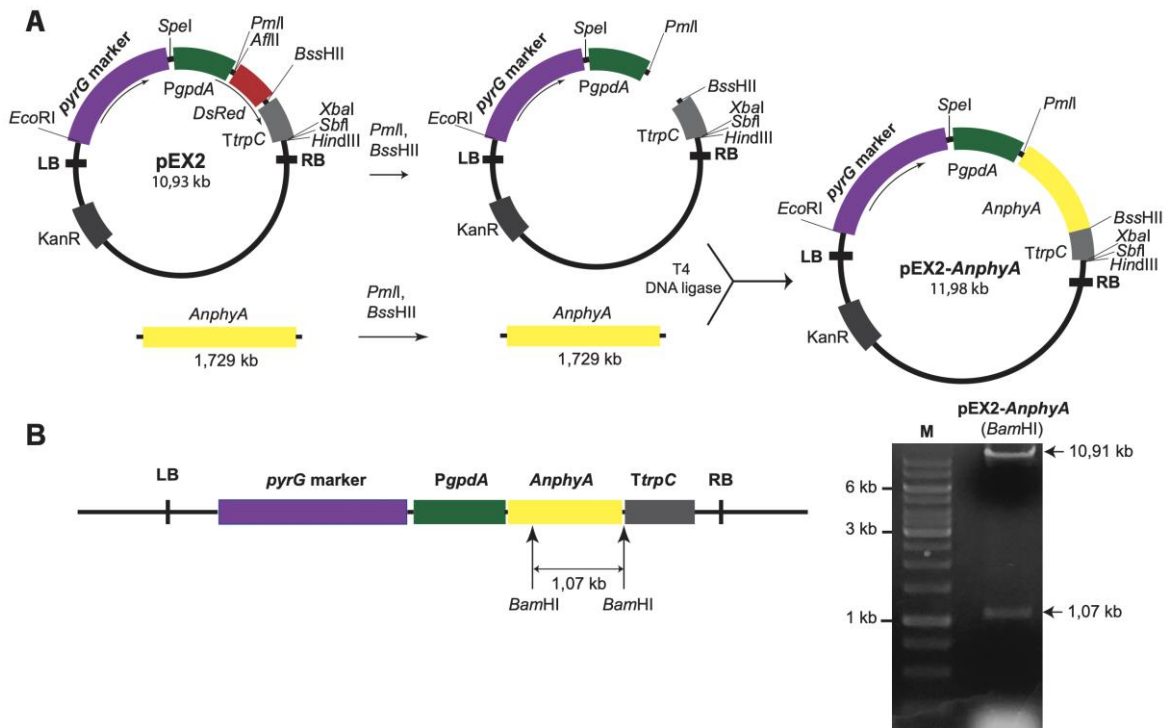 A
SpeI
PmlI
AflII
BssHII
pyrG marker
PgpdA
DsRed
XbaI
SbfI
HindIII
TtrpC
EcoRI
LB
RB
pEX2
10,93 kb
KanR
PmlI,
BssHII
SpeI
PmlI
pyrG marker
PgpdA
BssHII
XbaI
SbfI
HindIII
TtrpC
EcoRI
LB
RB
KanR
AnphyA
1,729 kb
PmlI,
BssHII
AnphyA
1,729 kb
T4
DNA ligase
SpeI
PmlI
pyrG marker
PgpdA
AnphyA
EcoRI
BssHII
XbaI
SbfI
HindIII
TtrpC
LB
RB
pEX2-AnphyA
11,98 kb
KanR
B
LB
pyrG marker
PgpdA
AnphyA
TtrpC
RB
1,07 kb
BamHI
BamHI
pEX2-AnphyA
(BamHI)
M
10,91 kb
6 kb
3 kb
1 kb
1,07 kb